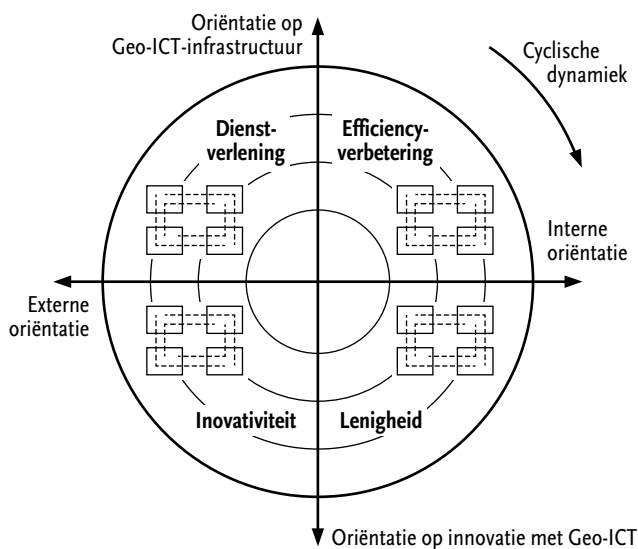 Oriëntatie op
Geo-ICT-infrastructuur
Cyclische
dynamiek
Dienst-
verlening
Efficiency-
verbetering
Interne
oriëntatie
Externe
oriëntatie
Inovativiteit
Lenigheid
Oriëntatie op innovatie met Geo-ICT